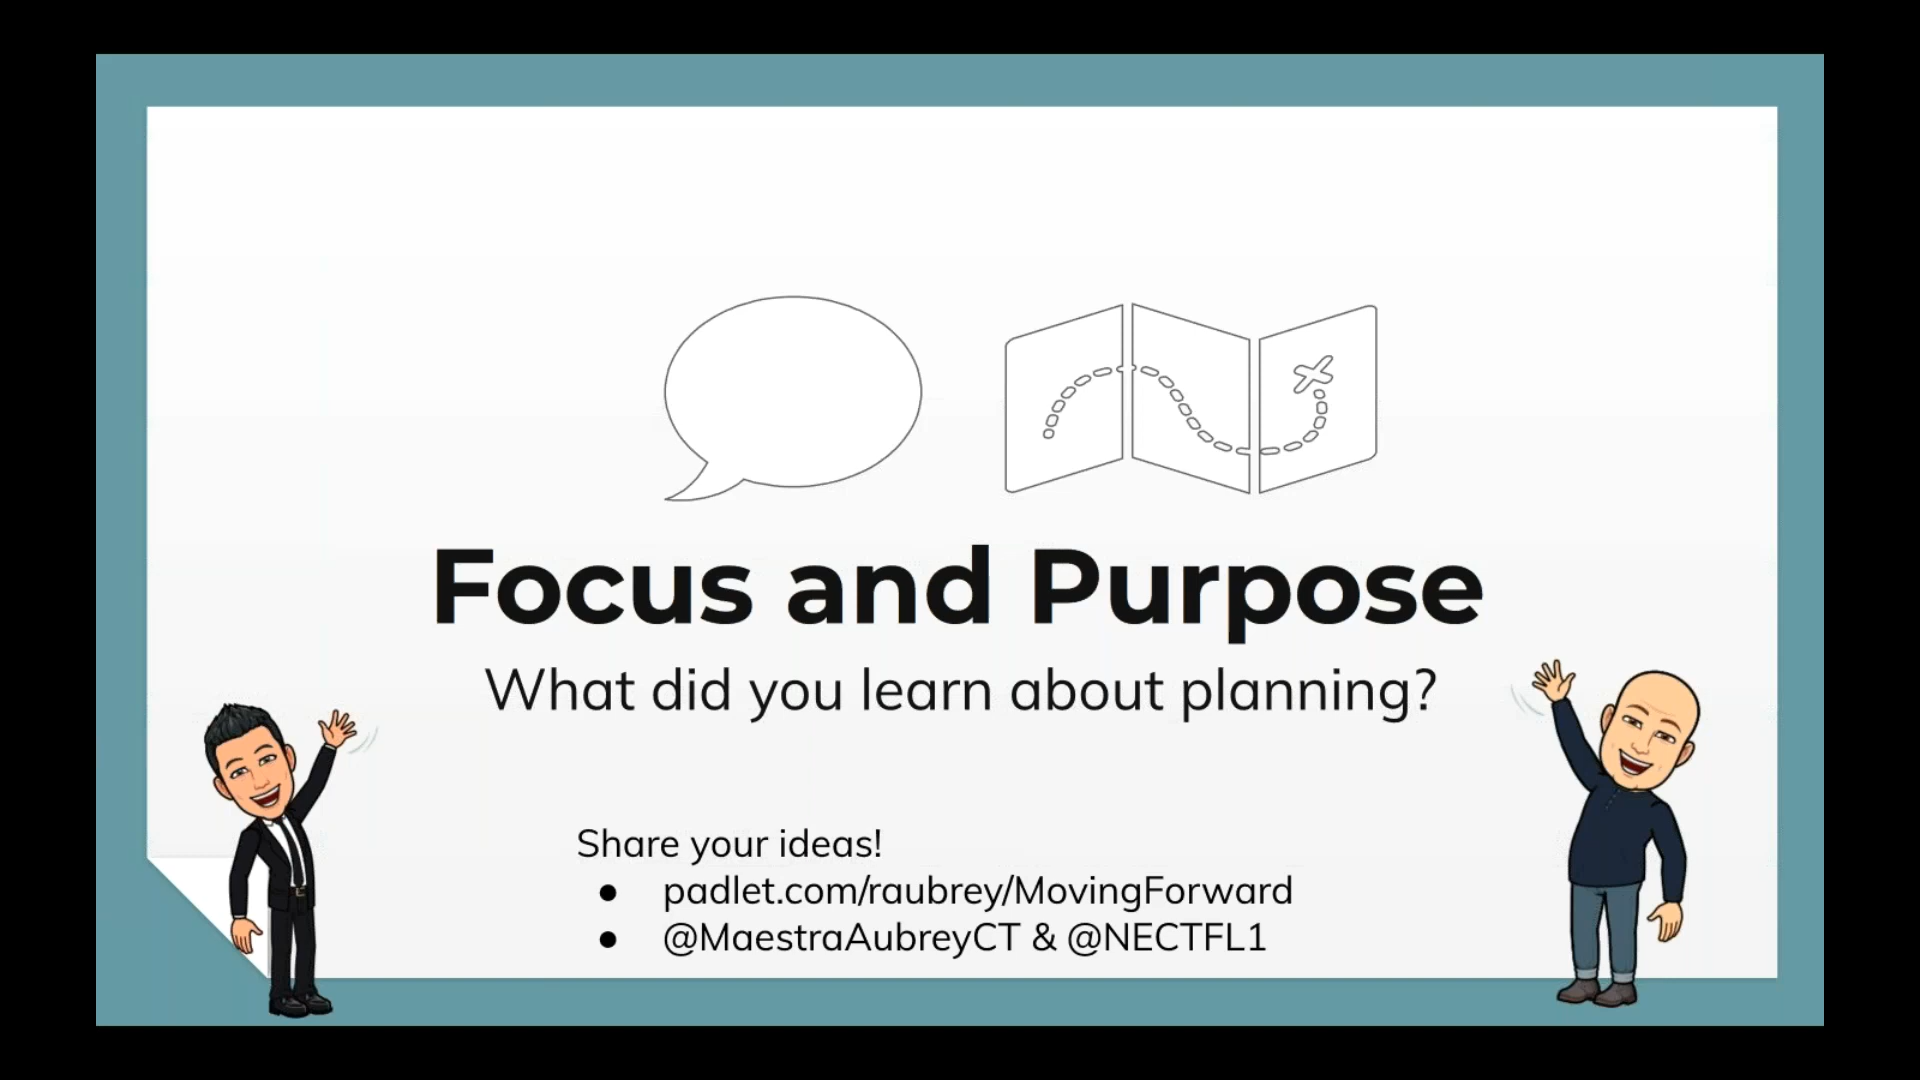 Focus and Purpose
What did you learn about planning?
Share your ideas!
● padlet.com/raubrey/MovingForward
● @MaestraAubreyCT & @NECTFL1